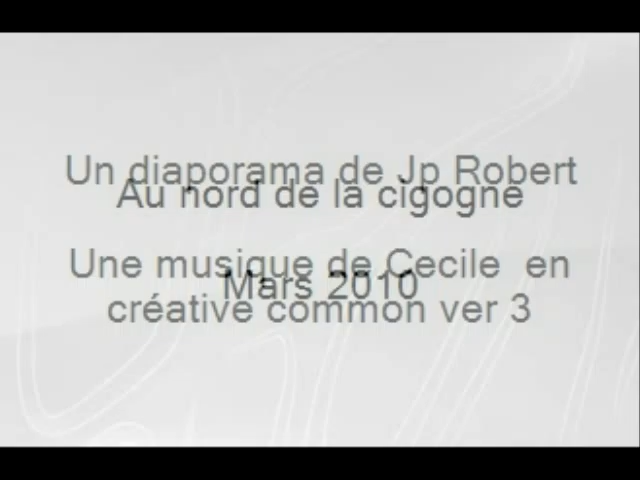 Un diaporama de Jp Robert
Au nord de la cigogne
Une musique de Cecile en
Mars 2010
créative common ver 3